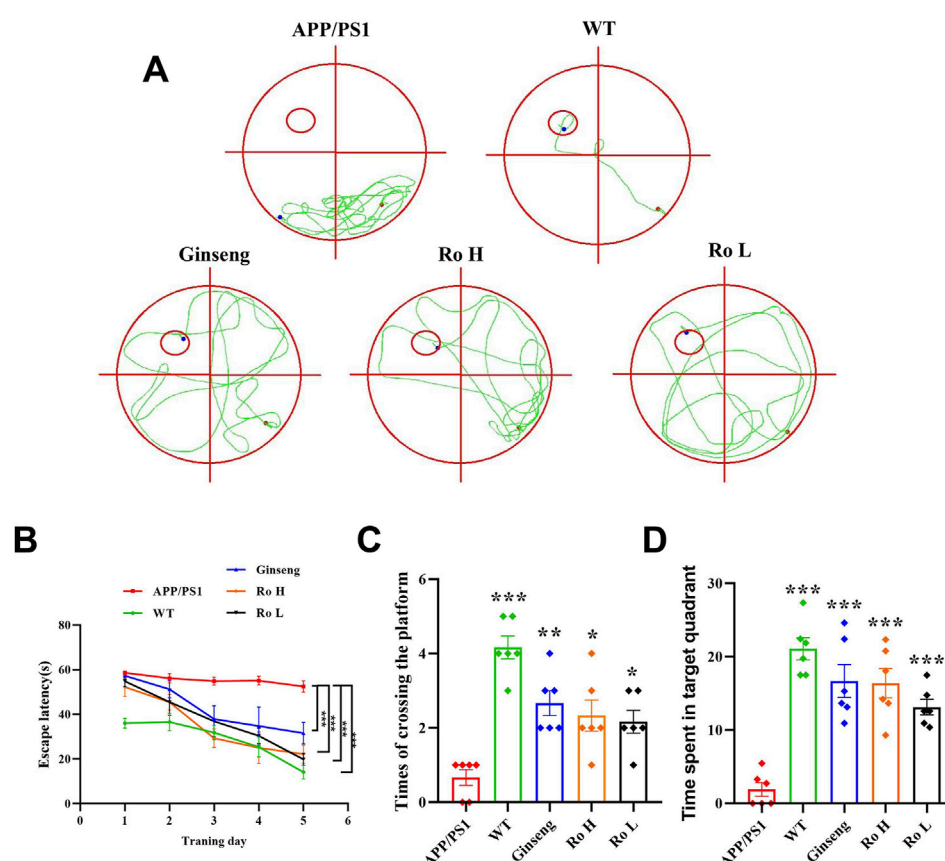 A
APP/PS1
WT
Ginseng
Ro H
Ro L
B
APP/PS1
WT
Ginseng
Ro H
Ro L
Escape latency(s)
80
60
40
20
0
0 1 2 3 4 5 6
Traning day
***
***
***
***
C
Times of crossing the platform
6
4
2
0
***
**
*
*
APP/PS1
WT
Ginseng
Ro H
Ro L
D
Time spent in target quadrant
30
20
10
0
***
***
***
***
APP/PS1
WT
Ginseng
Ro H
Ro L